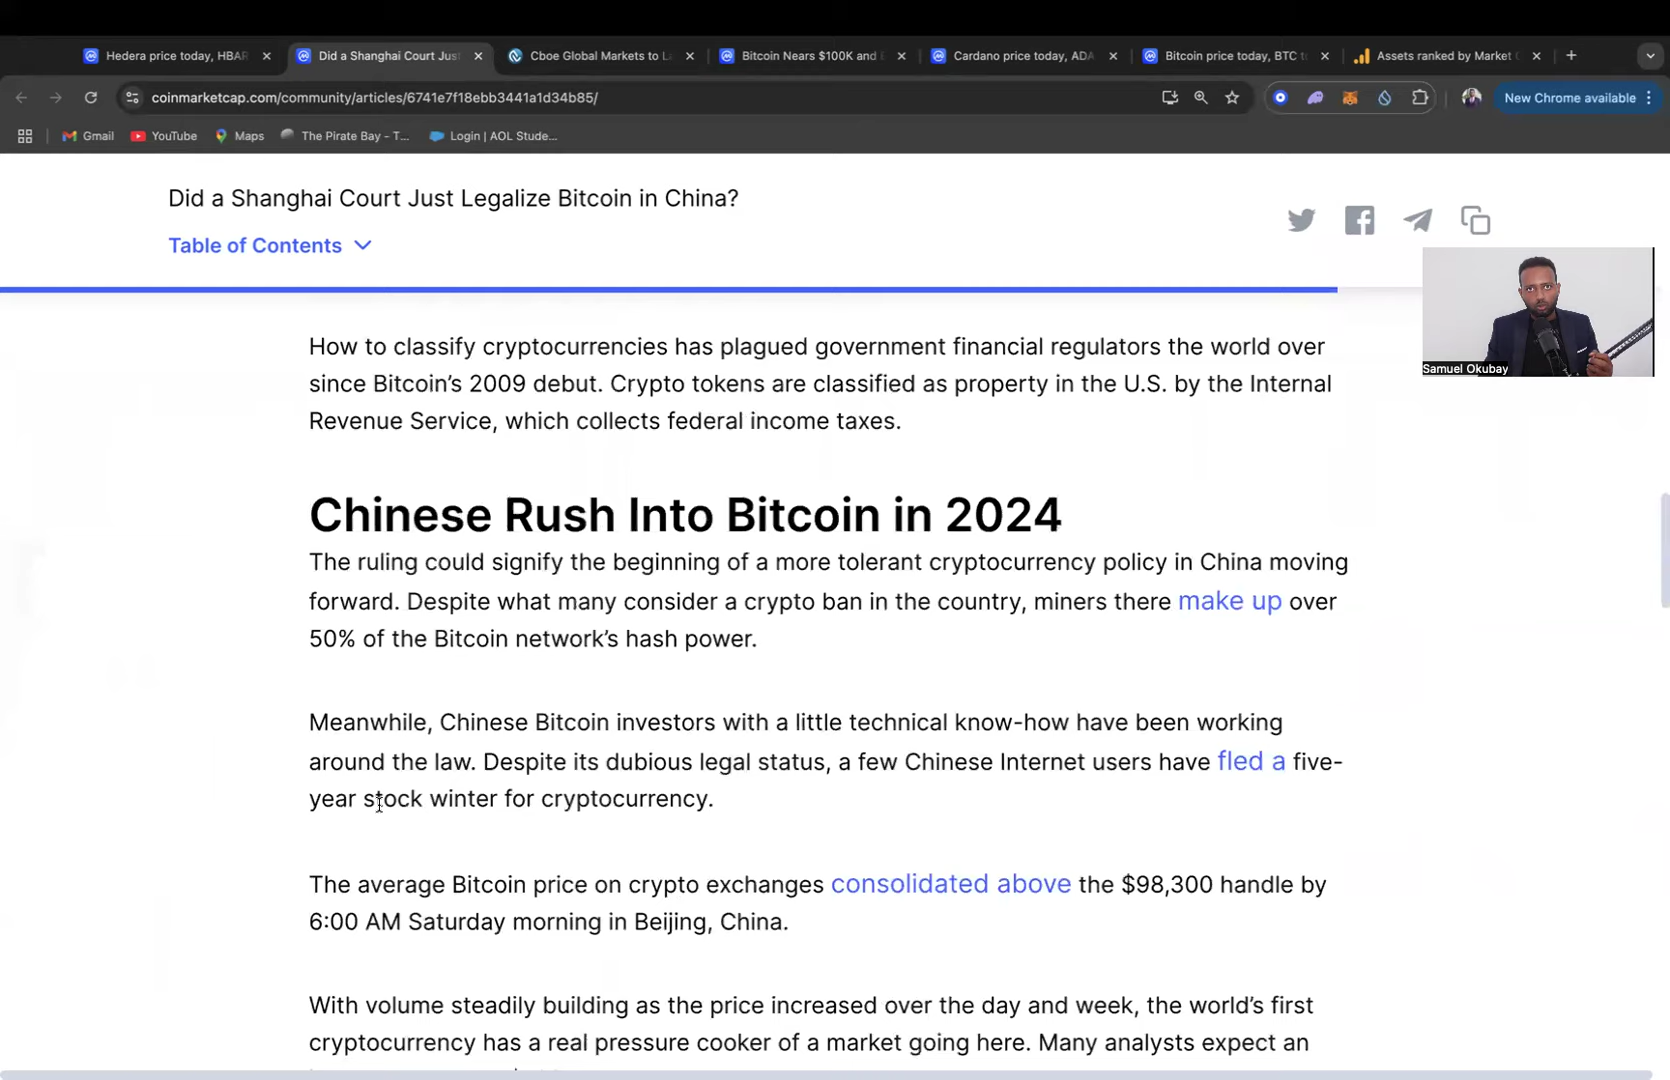 Hedera price today, HBAR
Did a Shanghai Court Just
Cboe Global Markets to La
Bitcoin Nears $100K and
Cardano price today, ADA
Bitcoin price today, BTC t
Assets ranked by Market
coinmarketcap.com/community/articles/6741e7f18ebb3441a1d34b85/
New Chrome available
Gmail
YouTube
Maps
The Pirate Bay - T...
Login | AOL Stude...
Did a Shanghai Court Just Legalize Bitcoin in China?
Table of Contents
Samuel Okubay
How to classify cryptocurrencies has plagued government financial regulators the world over
since Bitcoin’s 2009 debut. Crypto tokens are classified as property in the U.S. by the Internal
Revenue Service, which collects federal income taxes.
Chinese Rush Into Bitcoin in 2024
The ruling could signify the beginning of a more tolerant cryptocurrency policy in China moving
forward. Despite what many consider a crypto ban in the country, miners there make up over
50% of the Bitcoin network’s hash power.
Meanwhile, Chinese Bitcoin investors with a little technical know-how have been working
around the law. Despite its dubious legal status, a few Chinese Internet users have fled a five-
year stock winter for cryptocurrency.
The average Bitcoin price on crypto exchanges consolidated above the $98,300 handle by
6:00 AM Saturday morning in Beijing, China.
With volume steadily building as the price increased over the day and week, the world’s first
cryptocurrency has a real pressure cooker of a market going here. Many analysts expect an